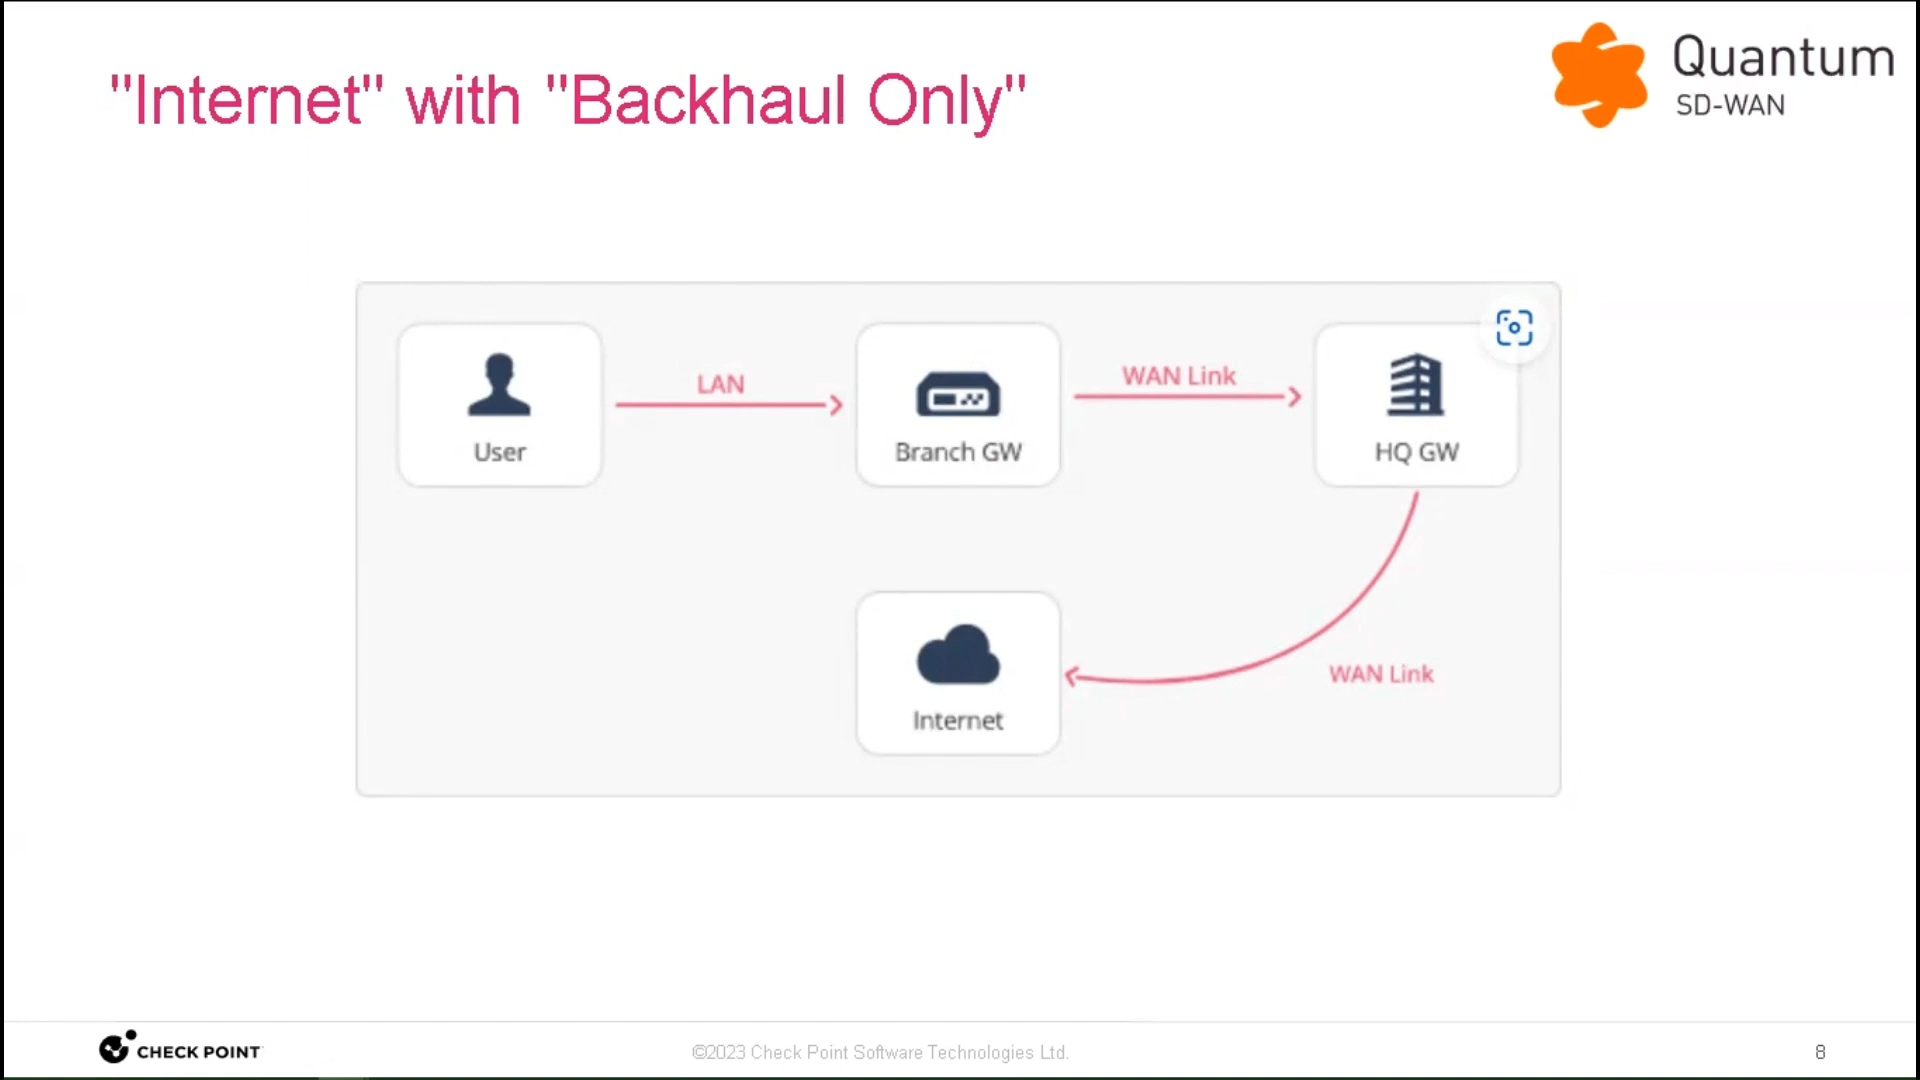 "Internet" with "Backhaul Only"
Quantum
SD-WAN
User
LAN
Branch GW
WAN Link
HQ GW
Internet
WAN Link
CHECK POINT
©2023 Check Point Software Technologies Ltd.
8